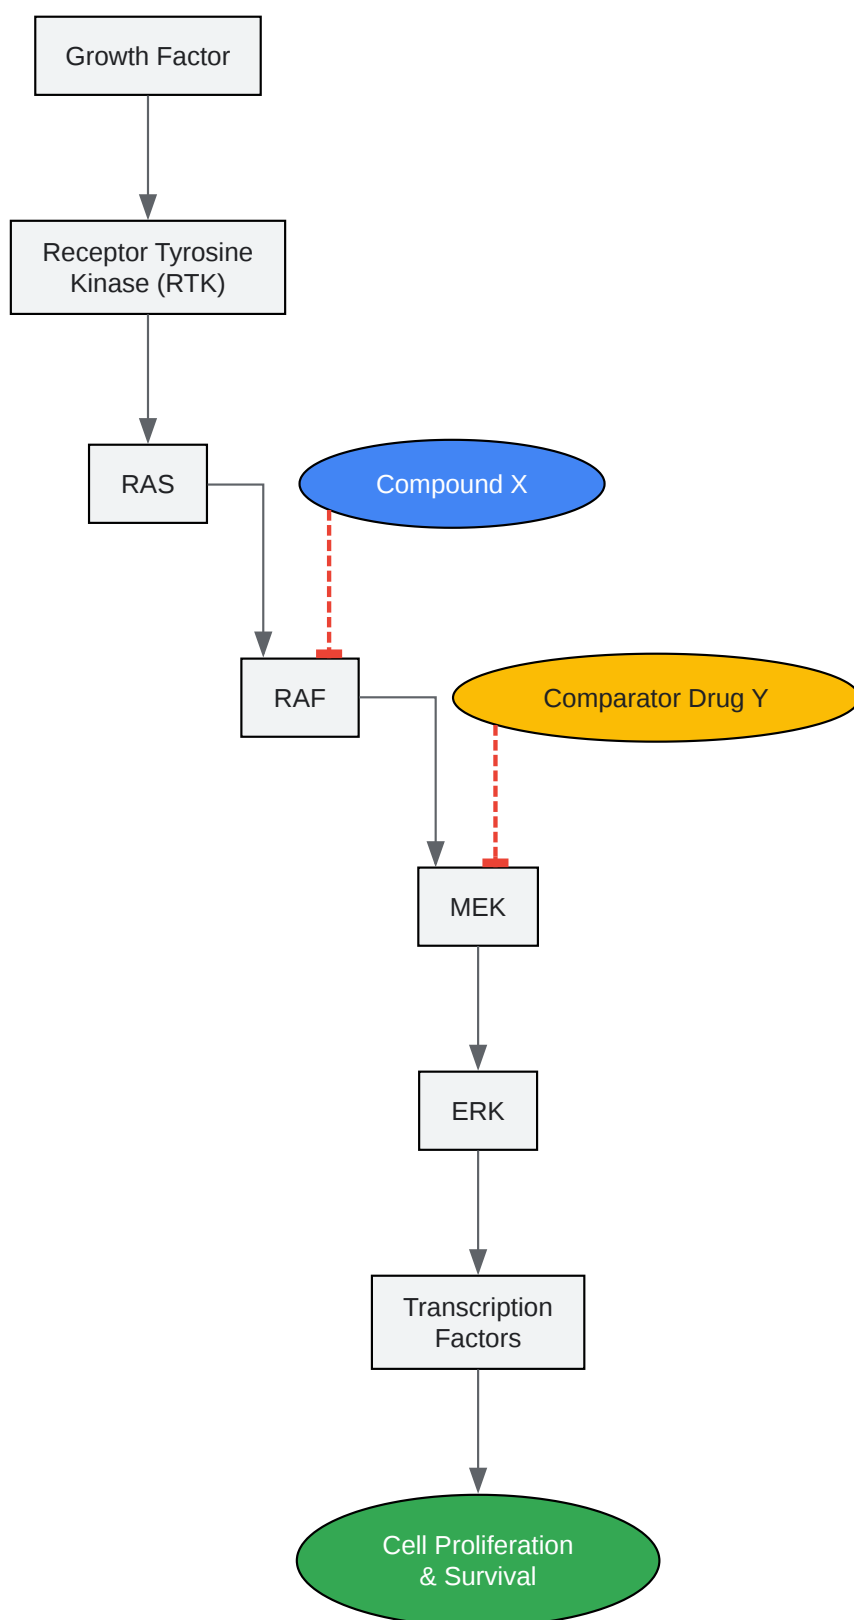 Growth Factor
Receptor Tyrosine
Kinase (RTK)
RAS
Compound X
RAF
Comparator Drug Y
MEK
ERK
Transcription
Factors
Cell Proliferation
& Survival